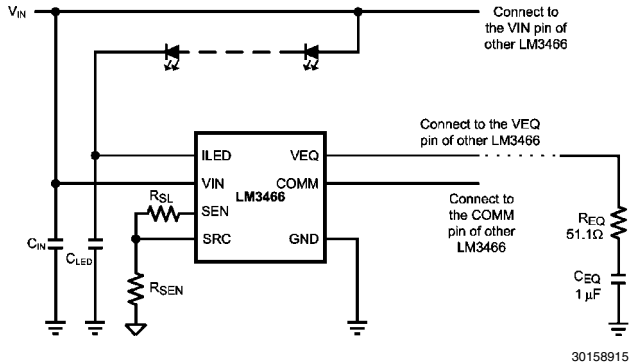 VIN
Connect to
the VIN pin of
other LM3466
Connect to the VEQ
pin of other LM3466
ILED
VEQ
VIN
COMM
LM3466
RSL
SEN
SRC
GND
Connect to
the COMM
pin of other
LM3466
CIN
CLED
RSEN
REQ
51.1Ω
CEQ
1 μF
30158915